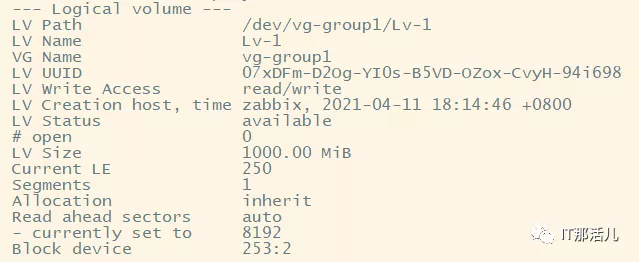 --- Logical volume ---
LV Path /dev/vg-group1/Lv-1
LV Name Lv-1
VG Name vg-group1
LV UUID 07xDFm-D2Og-YI0s-B5VD-OZox-CvyH-94i698
LV Write Access read/write
LV Creation host, time zabbix, 2021-04-11 18:14:46 +0800
LV Status available
# open 0
LV Size 1000.00 MiB
Current LE 250
Segments 1
Allocation inherit
Read ahead sectors auto
- currently set to 8192
Block device 253:2
IT那活儿